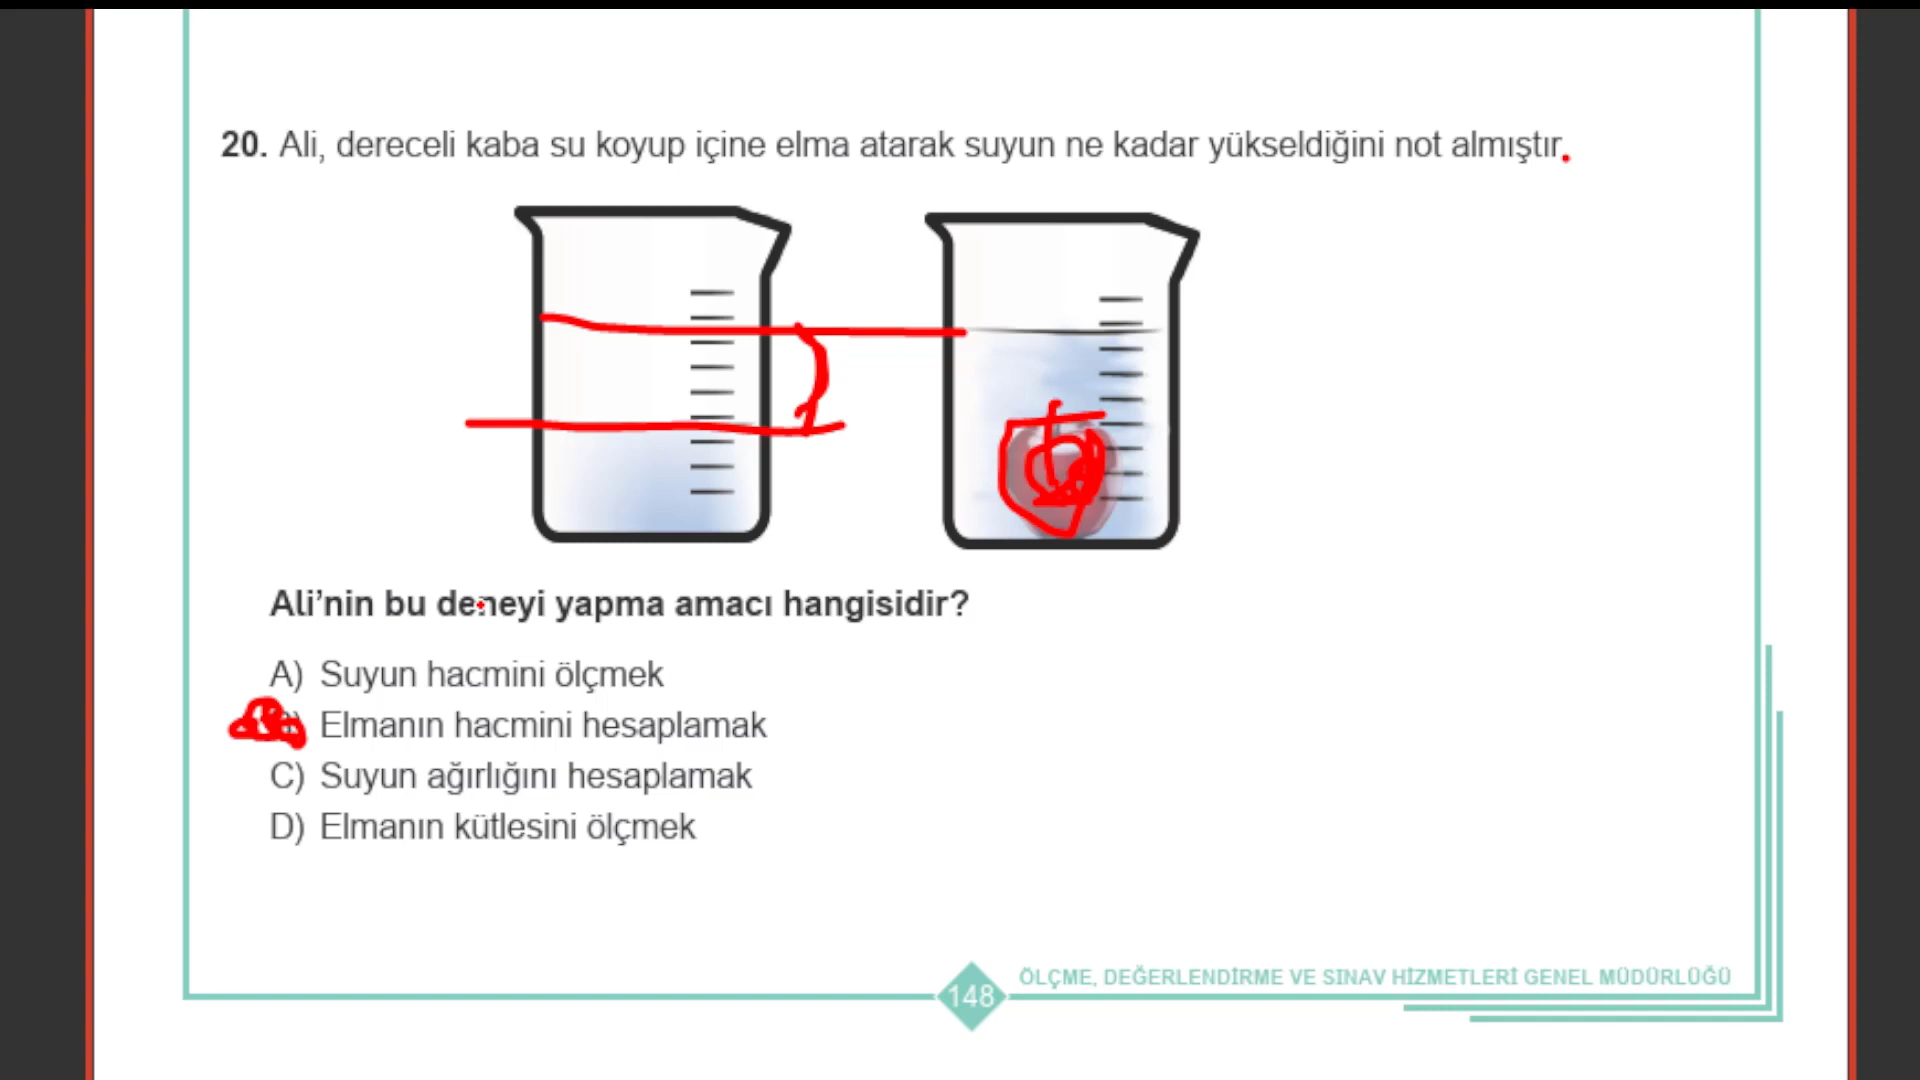 20. Ali, dereceli kaba su koyup içine elma atarak suyun ne kadar yükseldiğini not almıştır.
Ali’nin bu deneyi yapma amacı hangisidir?
A) Suyun hacmini ölçmek
Elmanın hacmini hesaplamak
C) Suyun ağırlığını hesaplamak
D) Elmanın kütlesini ölçmek
ÖLÇME, DEĞERLENDİRME VE SINAV HİZMETLERİ GENEL MÜDÜRLÜĞÜ
148